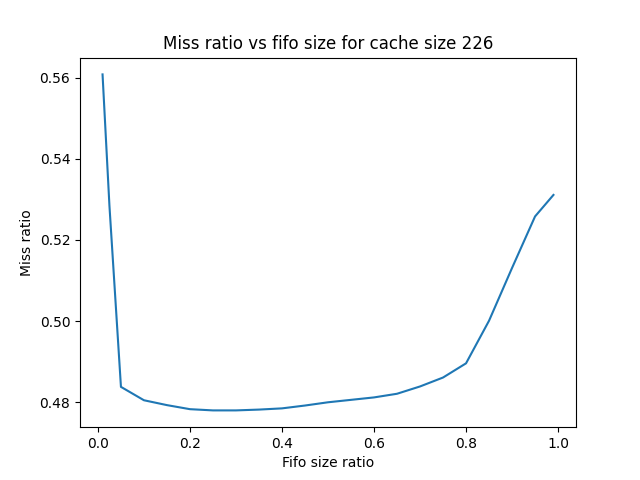 Miss ratio vs fifo size for cache size 226
0.56
0.54
0.52
0.50
0.48
Miss ratio
0.0 0.2 0.4 0.6 0.8 1.0
Fifo size ratio